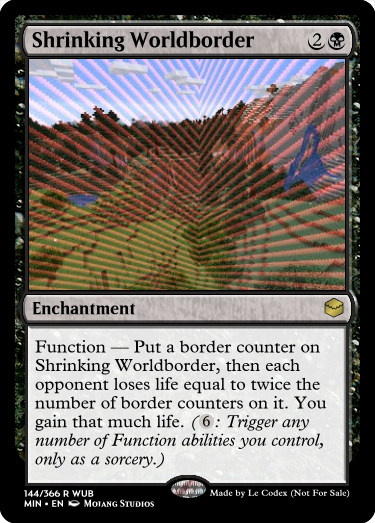 Shrinking Worldborder 2
Enchantment
Function — Put a border counter on
Shrinking Worldborder, then each
opponent loses life equal to twice the
number of border counters on it. You
gain that much life. (6: Trigger any
number of Function abilities you control,
only as a sorcery.)
144/366 R WUB
MIN • EN Mojang Studios
Made by Le Codex (Not For Sale)